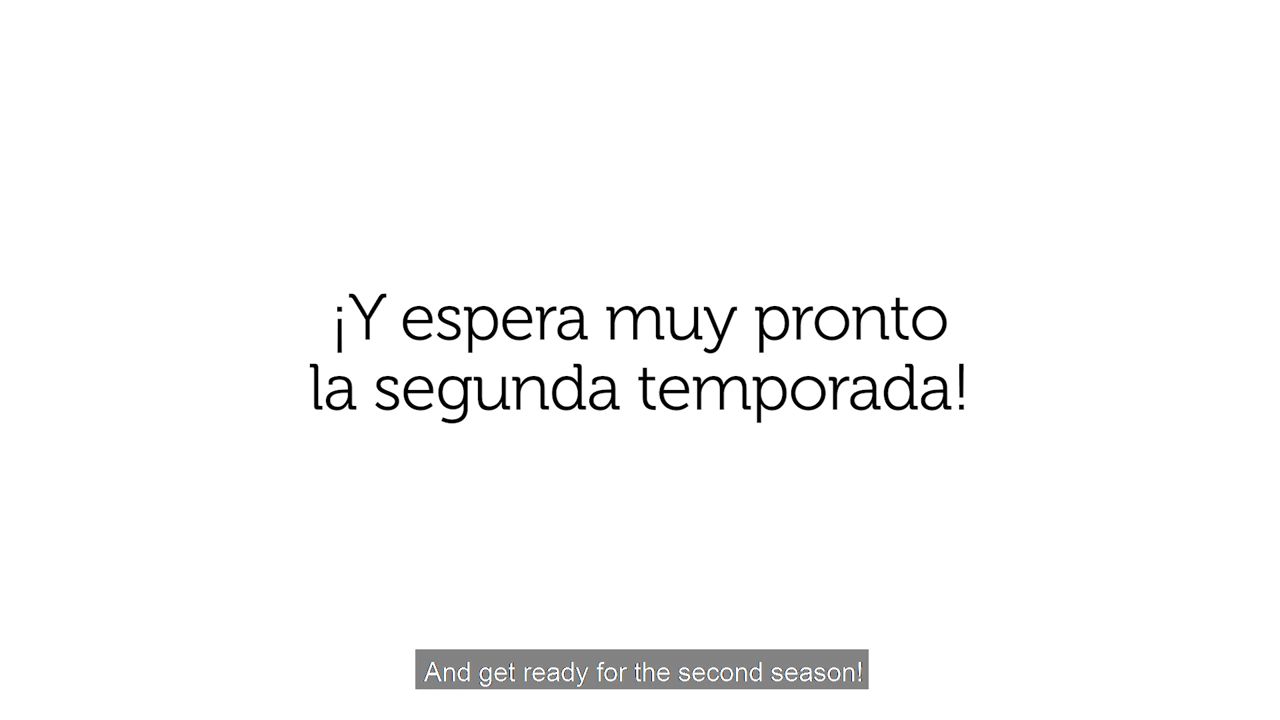 ¡Y espera muy pronto
la segunda temporada!
And get ready for the second season!